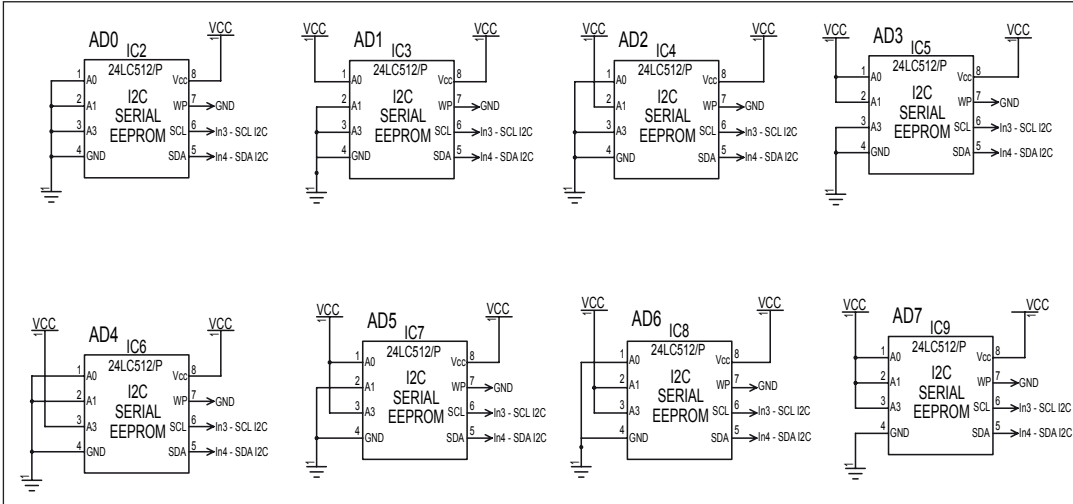 VCC
AD0
IC2
24LC512/P
1 A0 Vcc 8
2 A1 WP 7 GND
3 A3 SCL 6 In3 - SCL I2C
4 GND SDA 5 In4 - SDA I2C
I2C
SERIAL
EEPROM
VCC VCC
AD1
IC3
24LC512/P
1 A0 Vcc 8
2 A1 WP 7 GND
3 A3 SCL 6 In3 - SCL I2C
4 GND SDA 5 In4 - SDA I2C
I2C
SERIAL
EEPROM
VCC VCC
AD2
IC4
24LC512/P
1 A0 Vcc 8
2 A1 WP 7 GND
3 A3 SCL 6 In3 - SCL I2C
4 GND SDA 5 In4 - SDA I2C
I2C
SERIAL
EEPROM
VCC VCC
AD3
IC5
24LC512/P
1 A0 Vcc 8
2 A1 WP 7 GND
3 A3 SCL 6 In3 - SCL I2C
4 GND SDA 5 In4 - SDA I2C
I2C
SERIAL
EEPROM
VCC VCC
AD4
IC6
24LC512/P
1 A0 Vcc 8
2 A1 WP 7 GND
3 A3 SCL 6 In3 - SCL I2C
4 GND SDA 5 In4 - SDA I2C
I2C
SERIAL
EEPROM
VCC VCC
AD5
IC7
24LC512/P
1 A0 Vcc 8
2 A1 WP 7 GND
3 A3 SCL 6 In3 - SCL I2C
4 GND SDA 5 In4 - SDA I2C
I2C
SERIAL
EEPROM
VCC VCC
AD6
IC8
24LC512/P
1 A0 Vcc 8
2 A1 WP 7 GND
3 A3 SCL 6 In3 - SCL I2C
4 GND SDA 5 In4 - SDA I2C
I2C
SERIAL
EEPROM
VCC VCC
AD7
IC9
24LC512/P
1 A0 Vcc 8
2 A1 WP 7 GND
3 A3 SCL 6 In3 - SCL I2C
4 GND SDA 5 In4 - SDA I2C
I2C
SERIAL
EEPROM